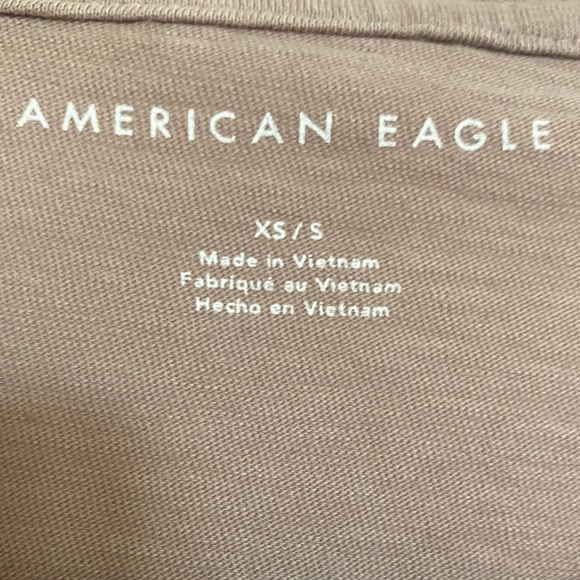 AMERICAN EAGLE
XS / S
Made in Vietnam
Fabriqué au Vietnam
Hecho en Vietnam